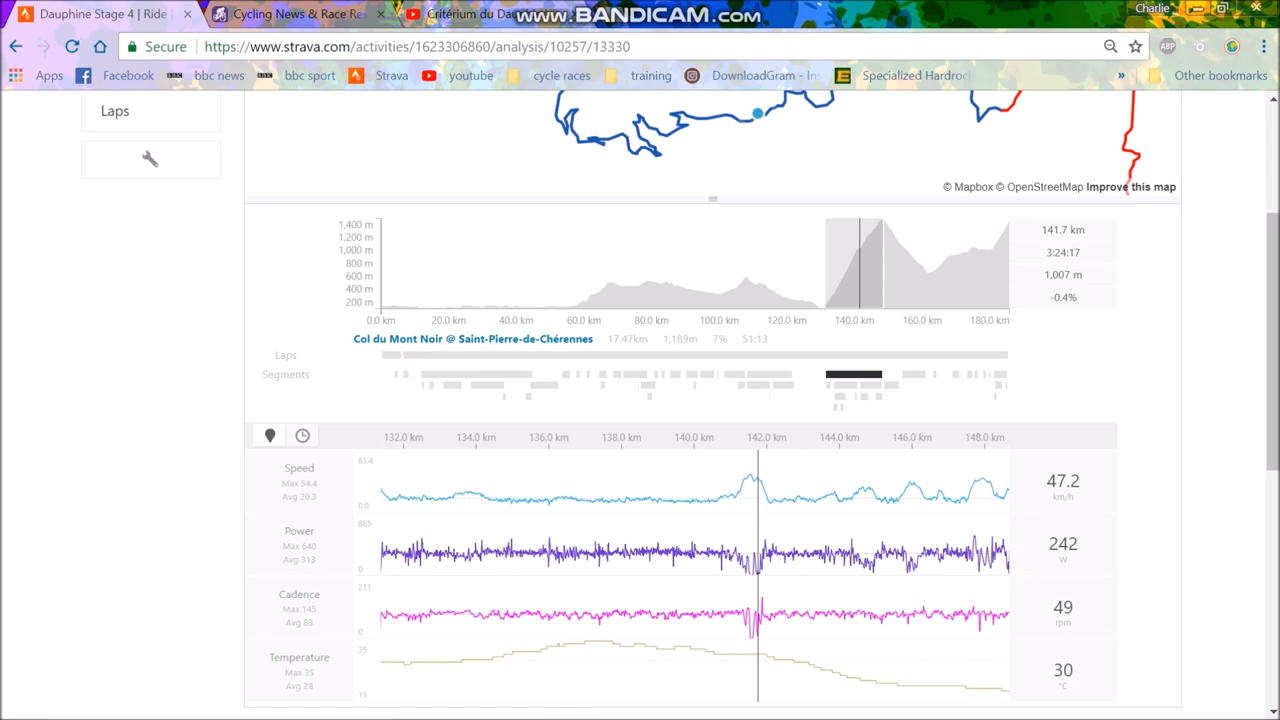 Dauphine Stage 4 | Ride
Cycling News & Race Res
Critérium du Dau
www.BANDICAM.com
Charlie
Secure
https://www.strava.com/activities/1623306860/analysis/10257/13330
ABP
Apps
Faceb
bbc news
bbc sport
Strava
youtube
cycle races
training
DownloadGram - Ins
Specialized Hardroc
»
Other bookmarks
Laps
© Mapbox © OpenStreetMap Improve this map
1,400 m
1,200 m
1,000 m
800 m
600 m
400 m
200 m
141.7 km
3:24:17
1,007 m
-0.4%
0.0 km 20.0 km 40.0 km 60.0 km 80.0 km 100.0 km 120.0 km 140.0 km 160.0 km 180.0 km
Col du Mont Noir @ Saint-Pierre-de-Chérennes 17.47km 1,189m 7% 51:13
Laps
Segments
132.0 km 134.0 km 136.0 km 138.0 km 140.0 km 142.0 km 144.0 km 146.0 km 148.0 km
Speed
Max 54.4
Avg 20.3
81.4
0.0
47.2
km/h
Power
Max 640
Avg 313
865
0
242
W
Cadence
Max 145
Avg 83
211
0
49
rpm
Temperature
Max 35
Avg 28
35
13
30
°C